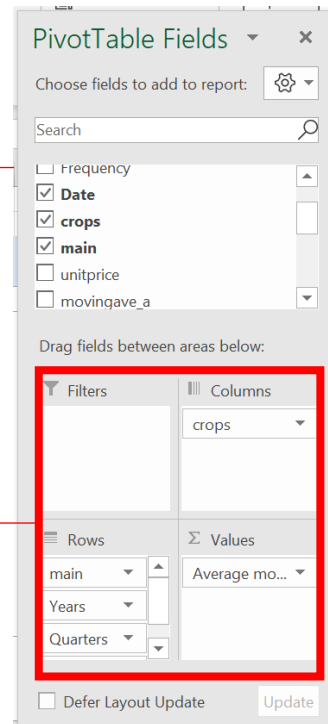 PivotTable Fields
Choose fields to add to report:
Search
Frequency
Date
crops
main
unitprice
movingave_a
Drag fields between areas below:
Filters
Columns
crops
Rows
Σ Values
main
Average mo...
Years
Quarters
Defer Layout Update
Update